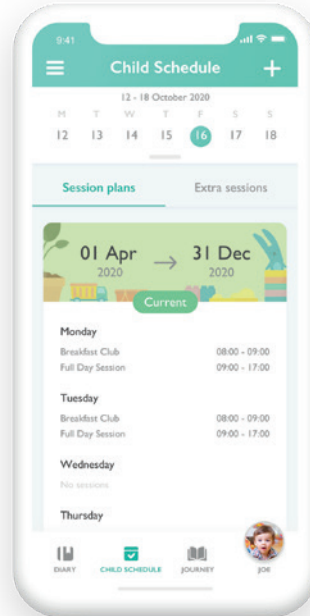 9:41
Child Schedule
12 - 18 October 2020
M T W T F S S
12 13 14 15 16 17 18
Session plans Extra sessions
01 Apr → 31 Dec
2020 2020
Current
Monday
Breakfast Club 08:00 - 09:00
Full Day Session 09:00 - 17:00
Tuesday
Breakfast Club 08:00 - 09:00
Full Day Session 09:00 - 17:00
Wednesday
No sessions
Thursday
DIARY CHILD SCHEDULE JOURNEY JOE